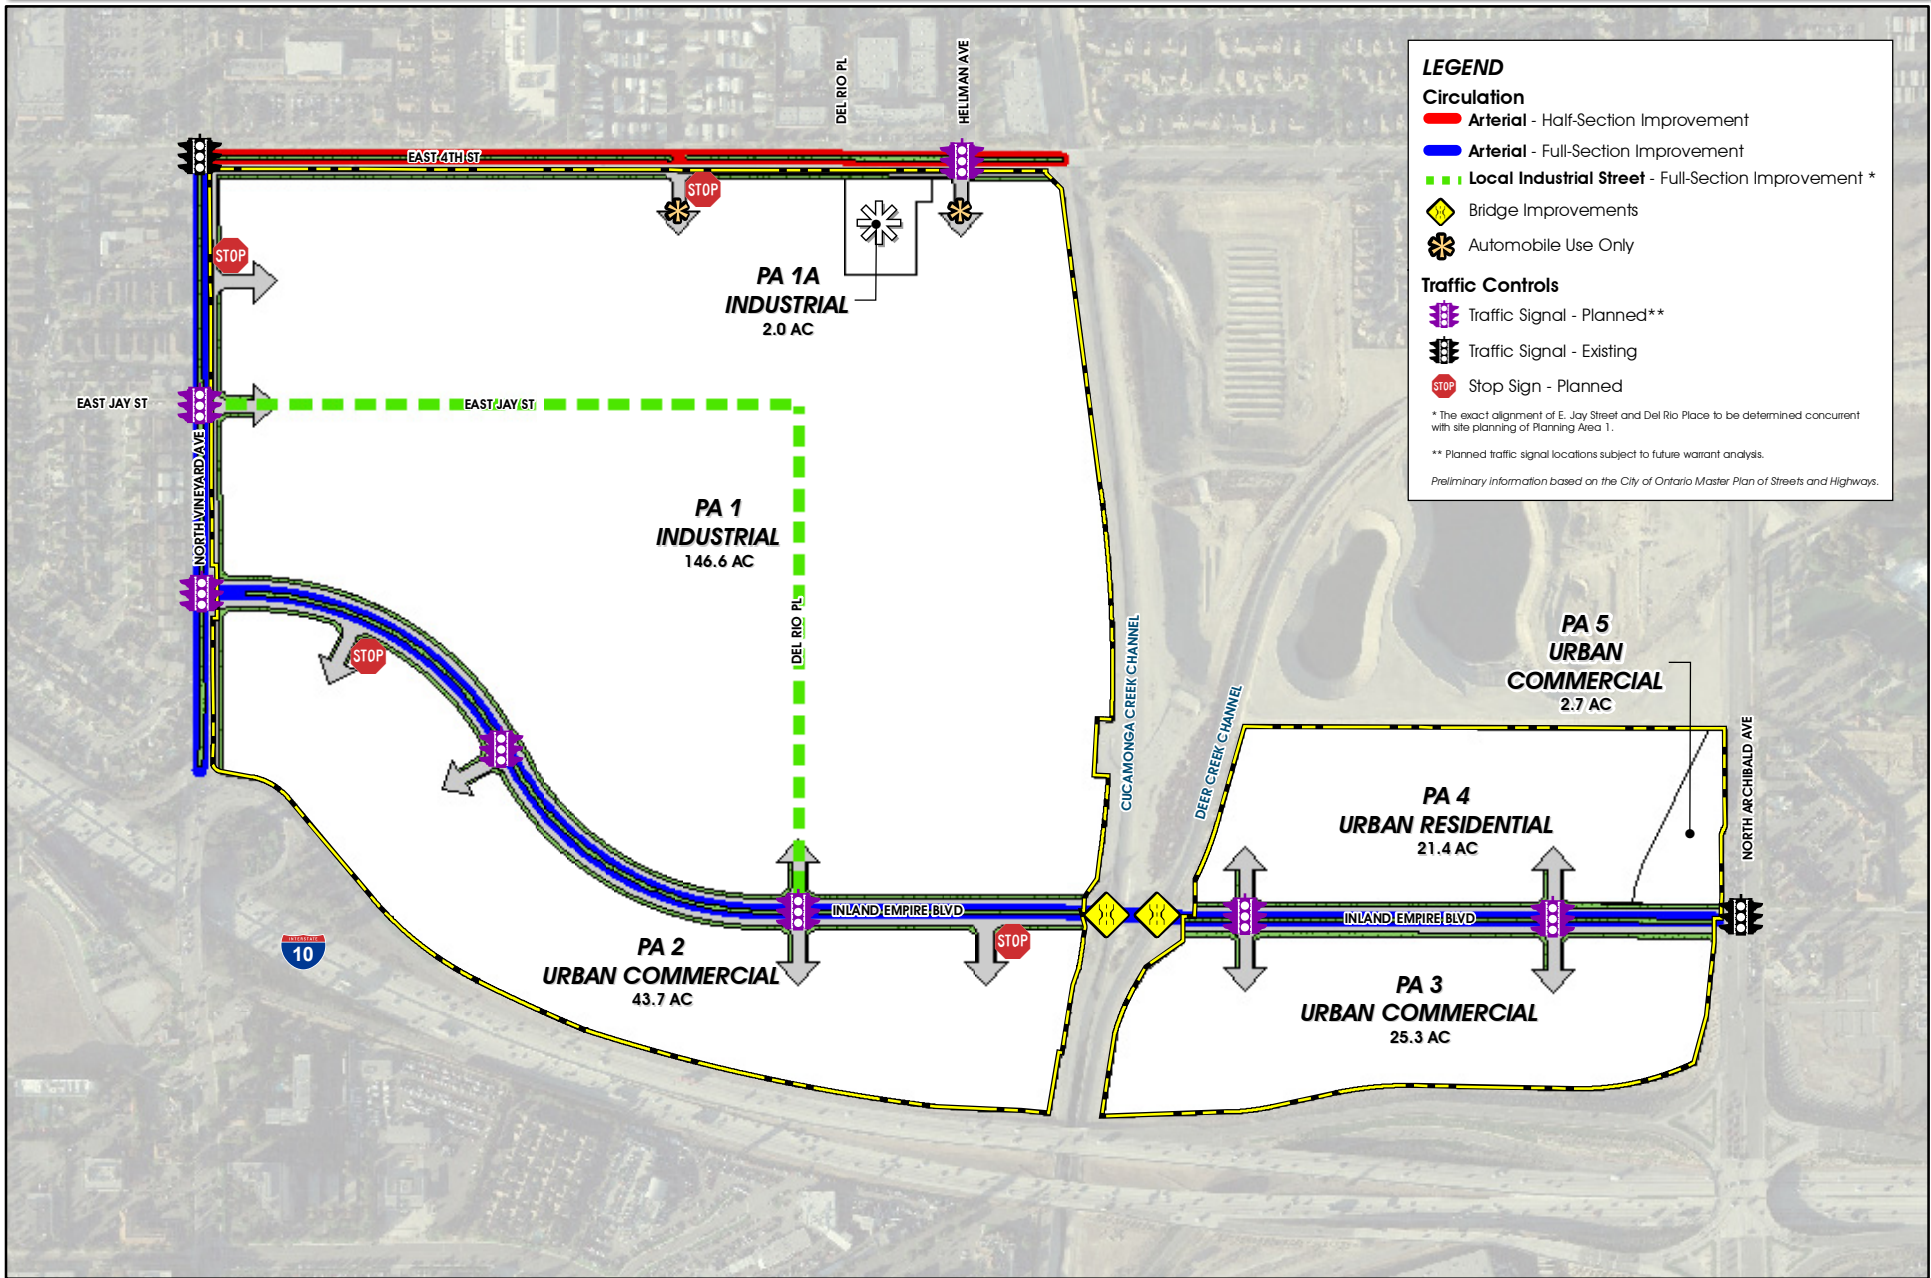 DEL RIO PL
HELLMAN AVE
EAST 4TH ST
STOP
STOP
PA 1A
INDUSTRIAL
2.0 AC
EAST JAY ST
EAST JAY ST
NORTH VINEYARD AVE
PA 1
INDUSTRIAL
146.6 AC
DEL RIO PL
STOP
CUCAMONGA CREEK CHANNEL
DEER CREEK CHANNEL
PA 5
URBAN
COMMERCIAL
2.7 AC
NORTH ARCHIBALD AVE
PA 4
URBAN RESIDENTIAL
21.4 AC
INLAND EMPIRE BLVD
INLAND EMPIRE BLVD
STOP
PA 2
URBAN COMMERCIAL
43.7 AC
PA 3
URBAN COMMERCIAL
25.3 AC
INTERSTATE
10
LEGEND
Circulation
Arterial - Half-Section Improvement
Arterial - Full-Section Improvement
Local Industrial Street - Full-Section Improvement *
Bridge Improvements
Automobile Use Only
Traffic Controls
Traffic Signal - Planned**
Traffic Signal - Existing
STOP Stop Sign - Planned
* The exact alignment of E. Jay Street and Del Rio Place to be determined concurrent
with site planning of Planning Area 1.
** Planned traffic signal locations subject to future warrant analysis.
Preliminary information based on the City of Ontario Master Plan of Streets and Highways.